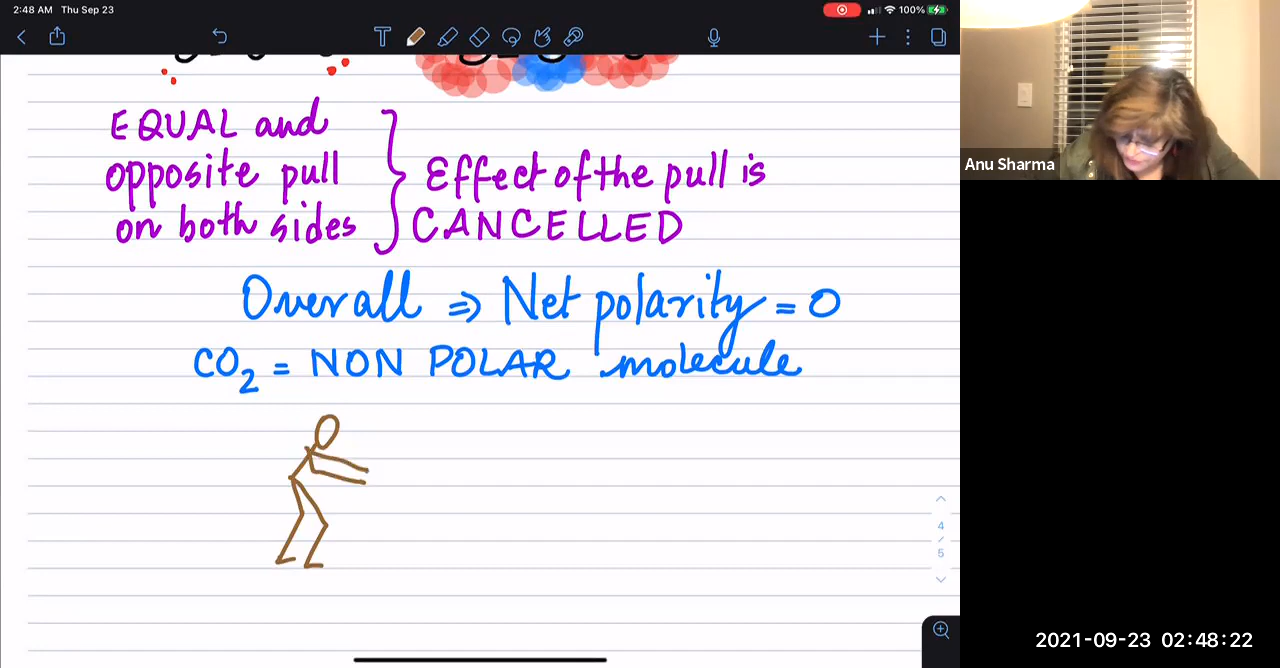 2:48 AM Thu Sep 23
100%
EQUAL and
opposite pull
on both sides
Effect of the pull is
CANCELLED
Overall ⇒ Net polarity = 0
CO2 = NON POLAR molecule
4
/
5
Anu Sharma
2021-09-23 02:48:22